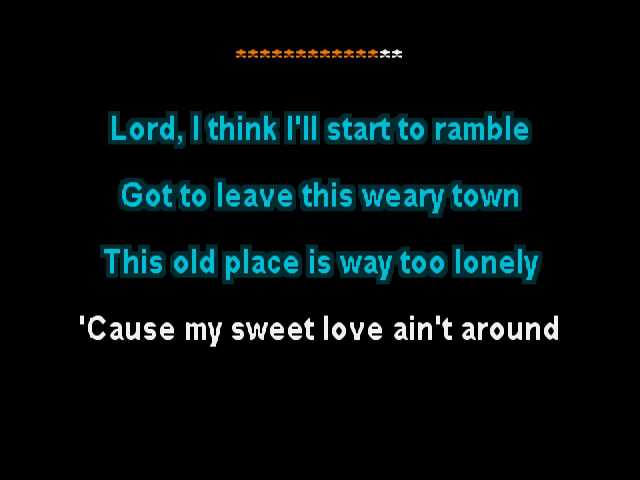 Lord, I think I'll start to ramble
Got to leave this weary town
This old place is way too lonely
'Cause my sweet love ain't around